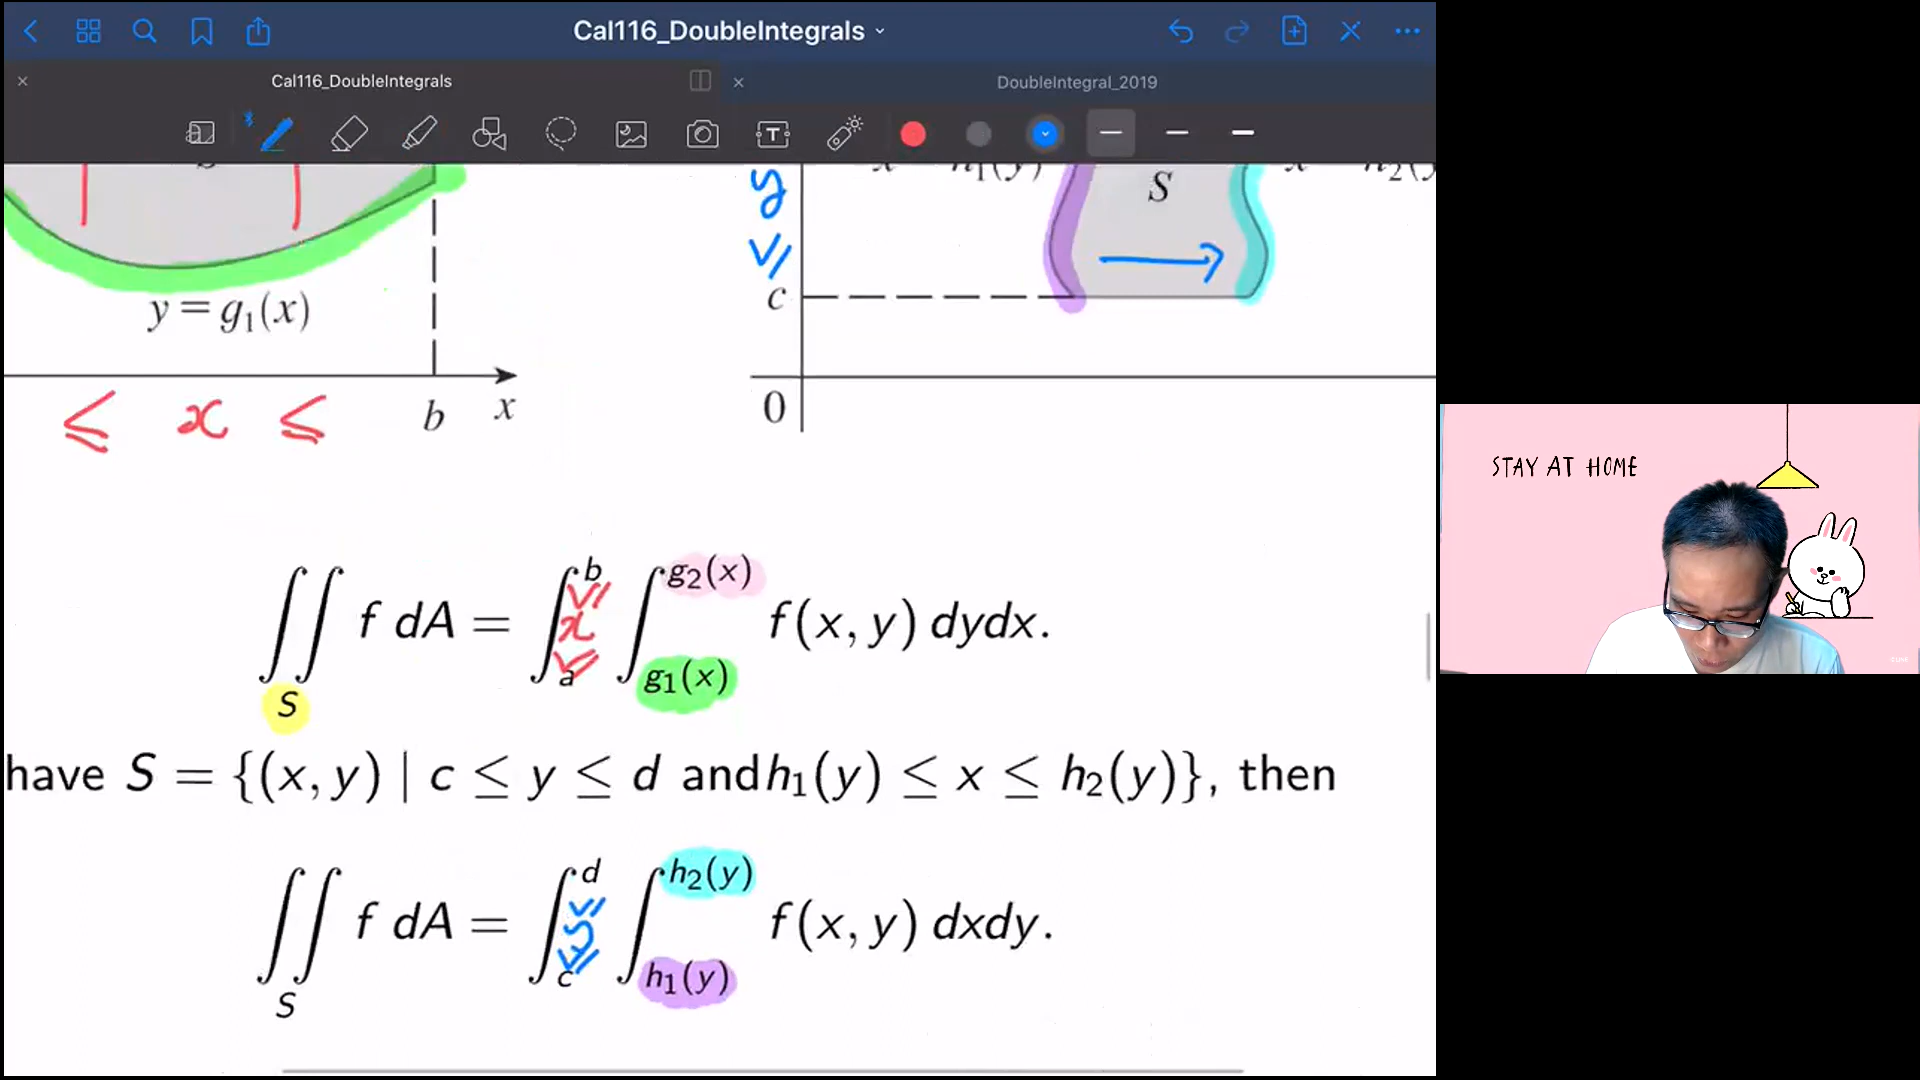 Cal116_DoubleIntegrals
Cal116_DoubleIntegrals
DoubleIntegral_2019
T
y = g₁(x)
≤ x ≤ b x
y
c
S
0
∬_S f dA = ∫_a^b ∫_{g₁(x)}^{g₂(x)} f(x, y) dydx.
≤ x ≤
have S = {(x, y) | c ≤ y ≤ d and h₁(y) ≤ x ≤ h₂(y)}, then
∬_S f dA = ∫_c^d ∫_{h₁(y)}^{h₂(y)} f(x, y) dxdy.
≤ y ≤
STAY AT HOME